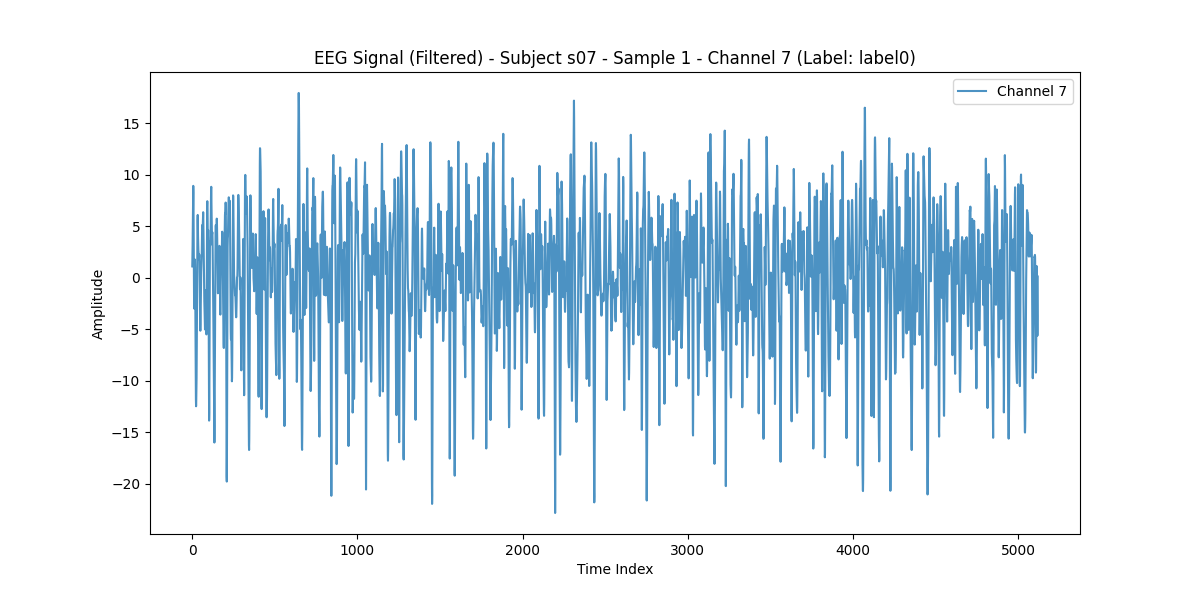 EEG Signal (Filtered) - Subject s07 - Sample 1 - Channel 7 (Label: label0)
Channel 7
15
10
5
0
−5
−10
−15
−20
Amplitude
0 1000 2000 3000 4000 5000
Time Index